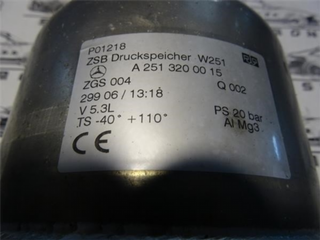 P01218
ZSB Druckspeicher W251
A 251 320 00 15
ZGS 004 Q 002
299 06 / 13:18
V 5.3L PS 20 bar
TS -40° +110° Al Mg3
CE